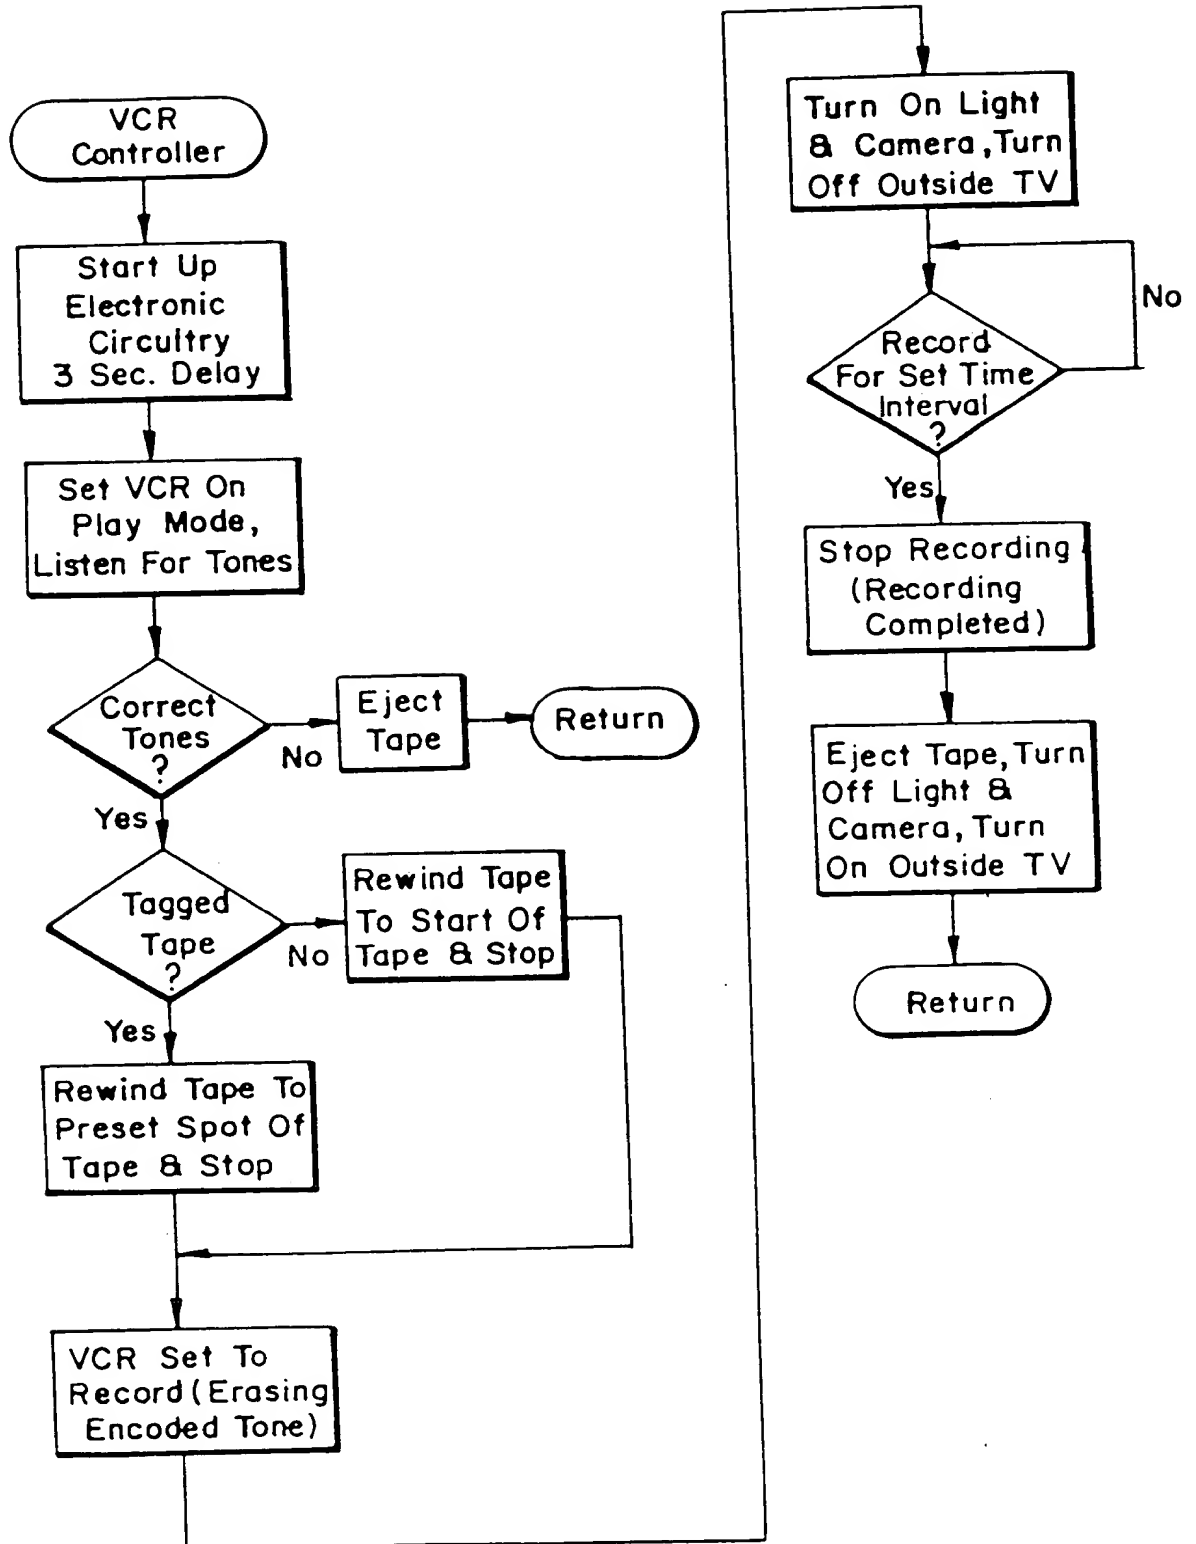 VCR
Controller
Start Up
Electronic
Circultry
3 Sec. Delay
Set VCR On
Play Mode,
Listen For Tones
Correct
Tones
?
No
Eject
Tape
Return
Yes
Tagged
Tape
?
No
Rewind Tape
To Start Of
Tape & Stop
Yes
Rewind Tape To
Preset Spot Of
Tape & Stop
VCR Set To
Record (Erasing
Encoded Tone)
Turn On Light
& Camera, Turn
Off Outside TV
Record
For Set Time
Interval
?
No
Yes
Stop Recording
(Recording
Completed)
Eject Tape, Turn
Off Light &
Camera, Turn
On Outside TV
Return